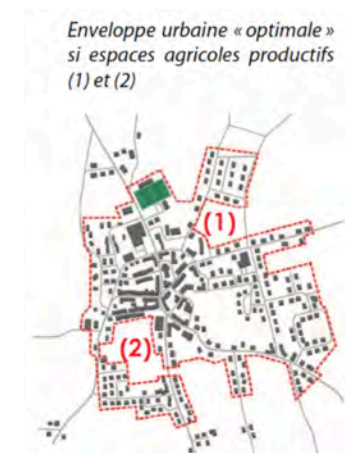 Enveloppe urbaine « optimale »
si espaces agricoles productifs
(1) et (2)
(1)
(2)